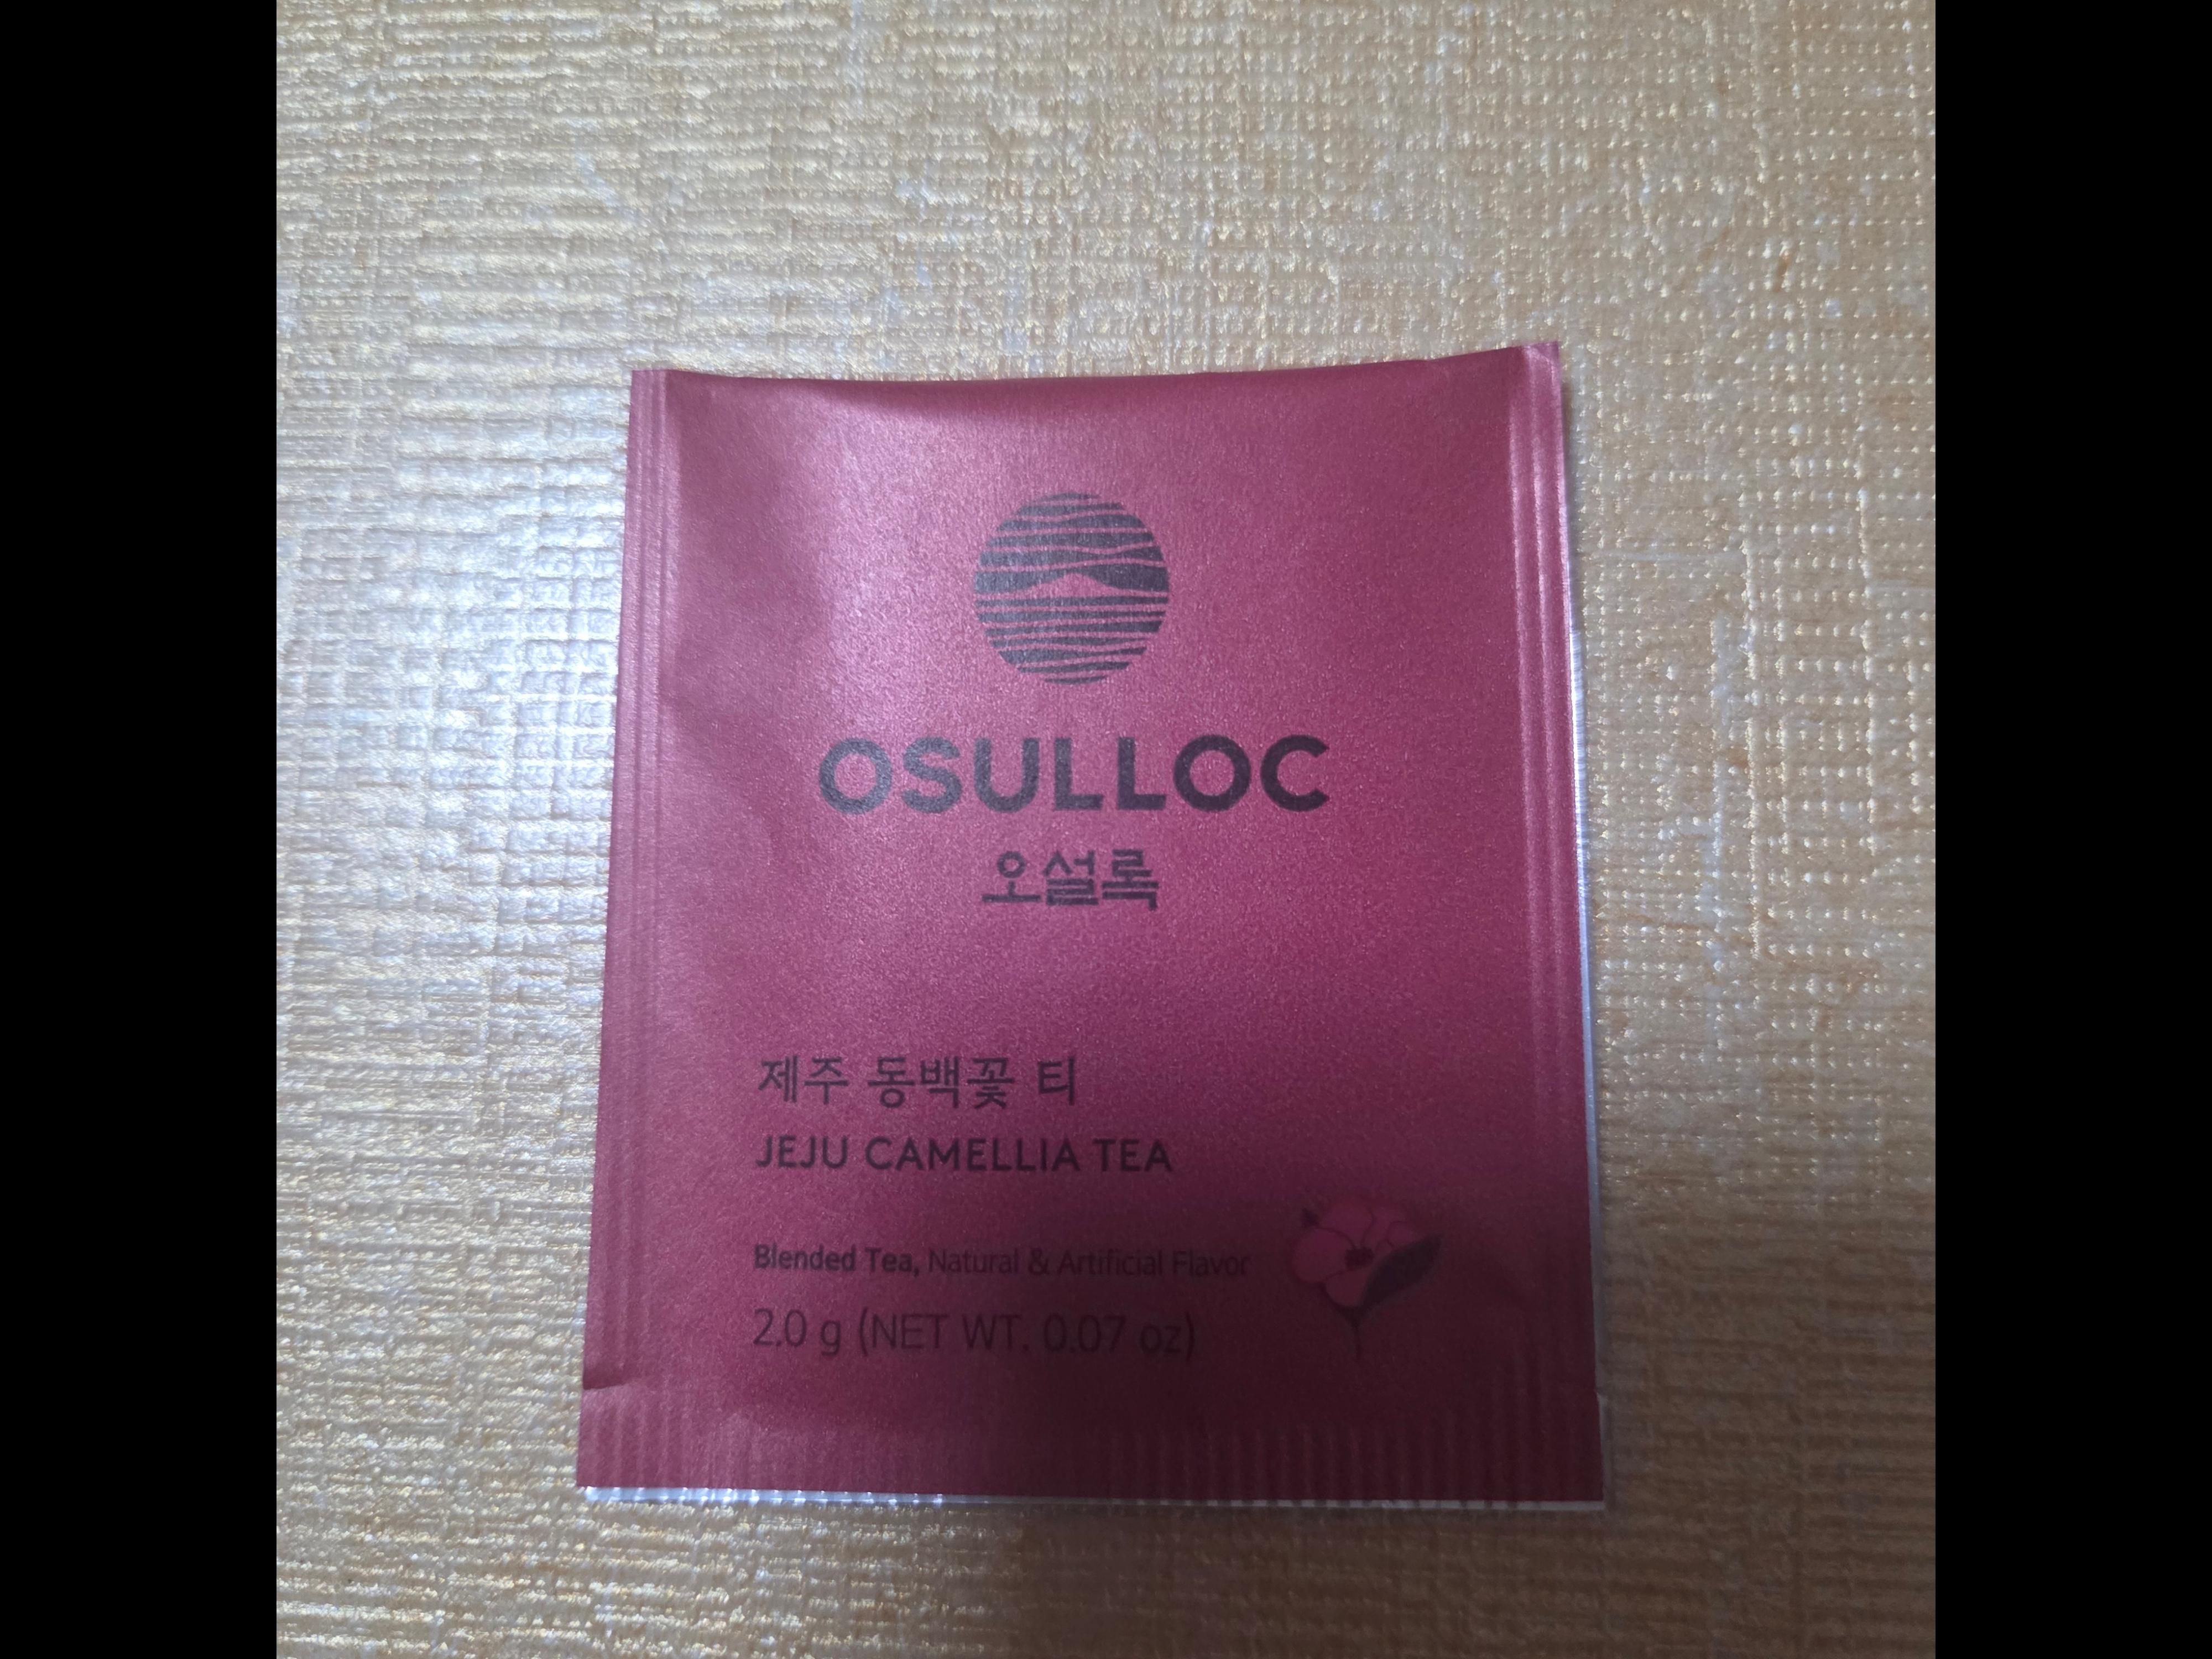 OSULLOC
오설록
제주 동백꽃 티
JEJU CAMELLIA TEA
Blended Tea, Natural & Artificial Flavor
2.0 g (NET WT. 0.07 oz)